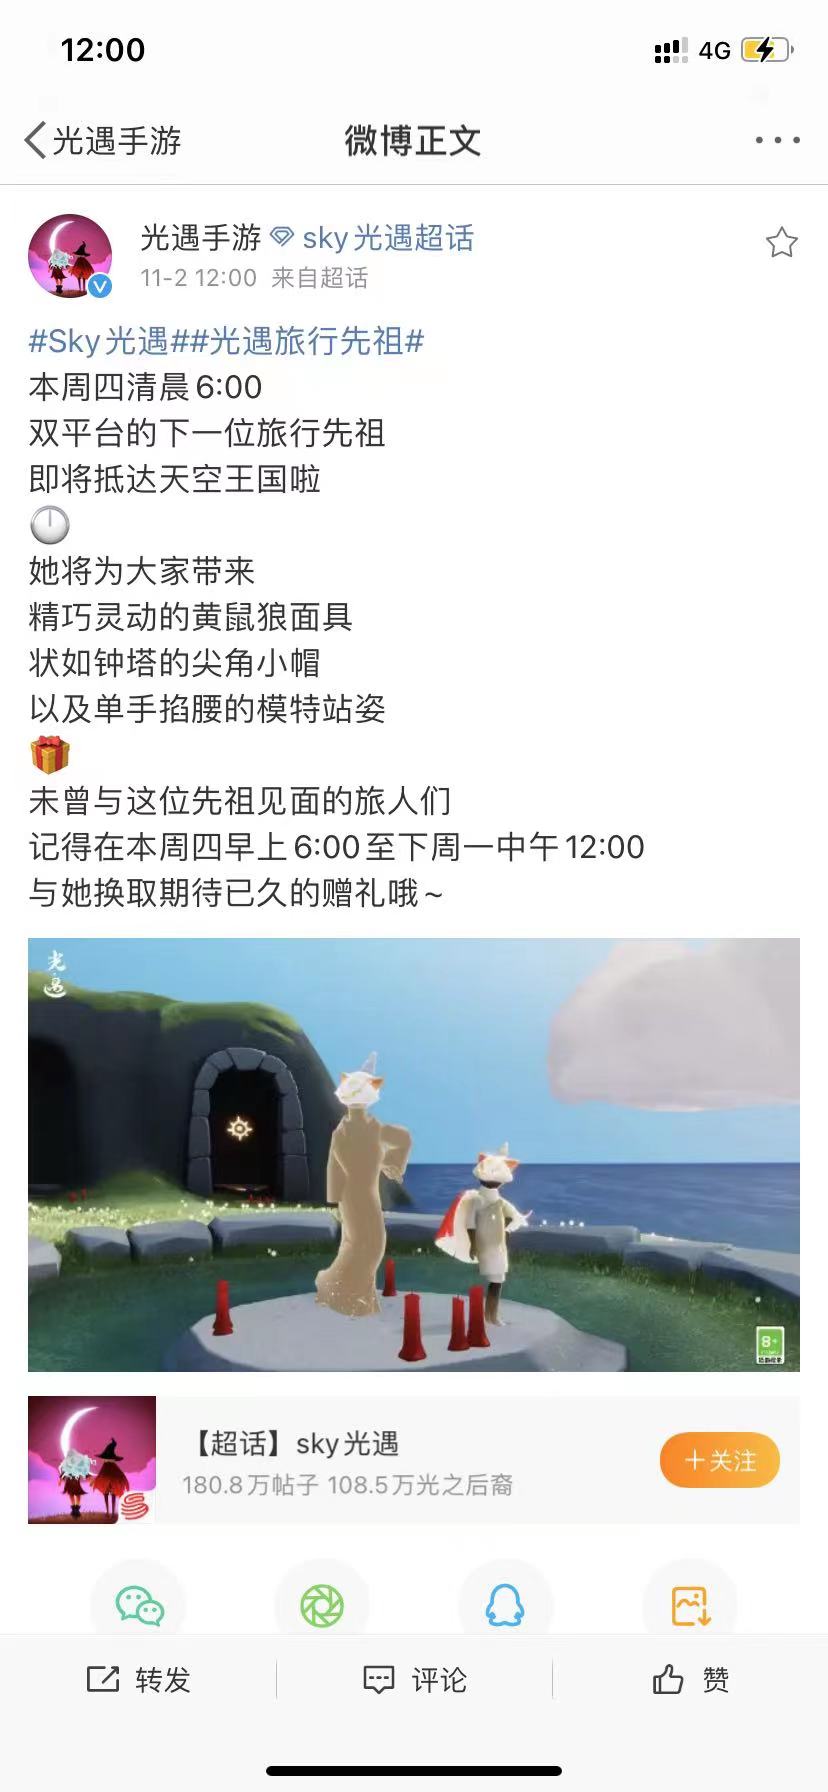 12:00
4G
光遇手游
微博正文
光遇手游 sky光遇超话
11-2 12:00 来自超话
#Sky光遇##光遇旅行先祖#
本周四清晨6:00
双平台的下一位旅行先祖
即将抵达天空王国啦
她将为大家带来
精巧灵动的黄鼠狼面具
状如钟塔的尖角小帽
以及单手掐腰的模特站姿
未曾与这位先祖见面的旅人们
记得在本周四早上6:00至下周一中午12:00
与她换取期待已久的赠礼哦~
光遇
8+
【超话】sky光遇
180.8万帖子 108.5万光之后裔
+关注
转发
评论
赞